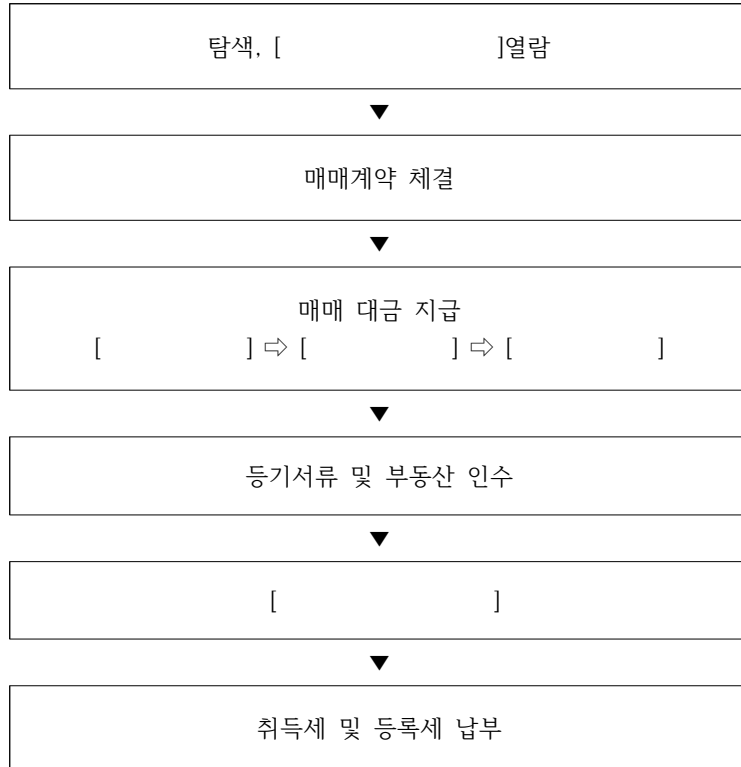 탐색, [ ]열람
▼
매매계약 체결
▼
매매 대금 지급
[ ] ⇨ [ ] ⇨ [ ]
▼
등기서류 및 부동산 인수
▼
[ ]
▼
취득세 및 등록세 납부